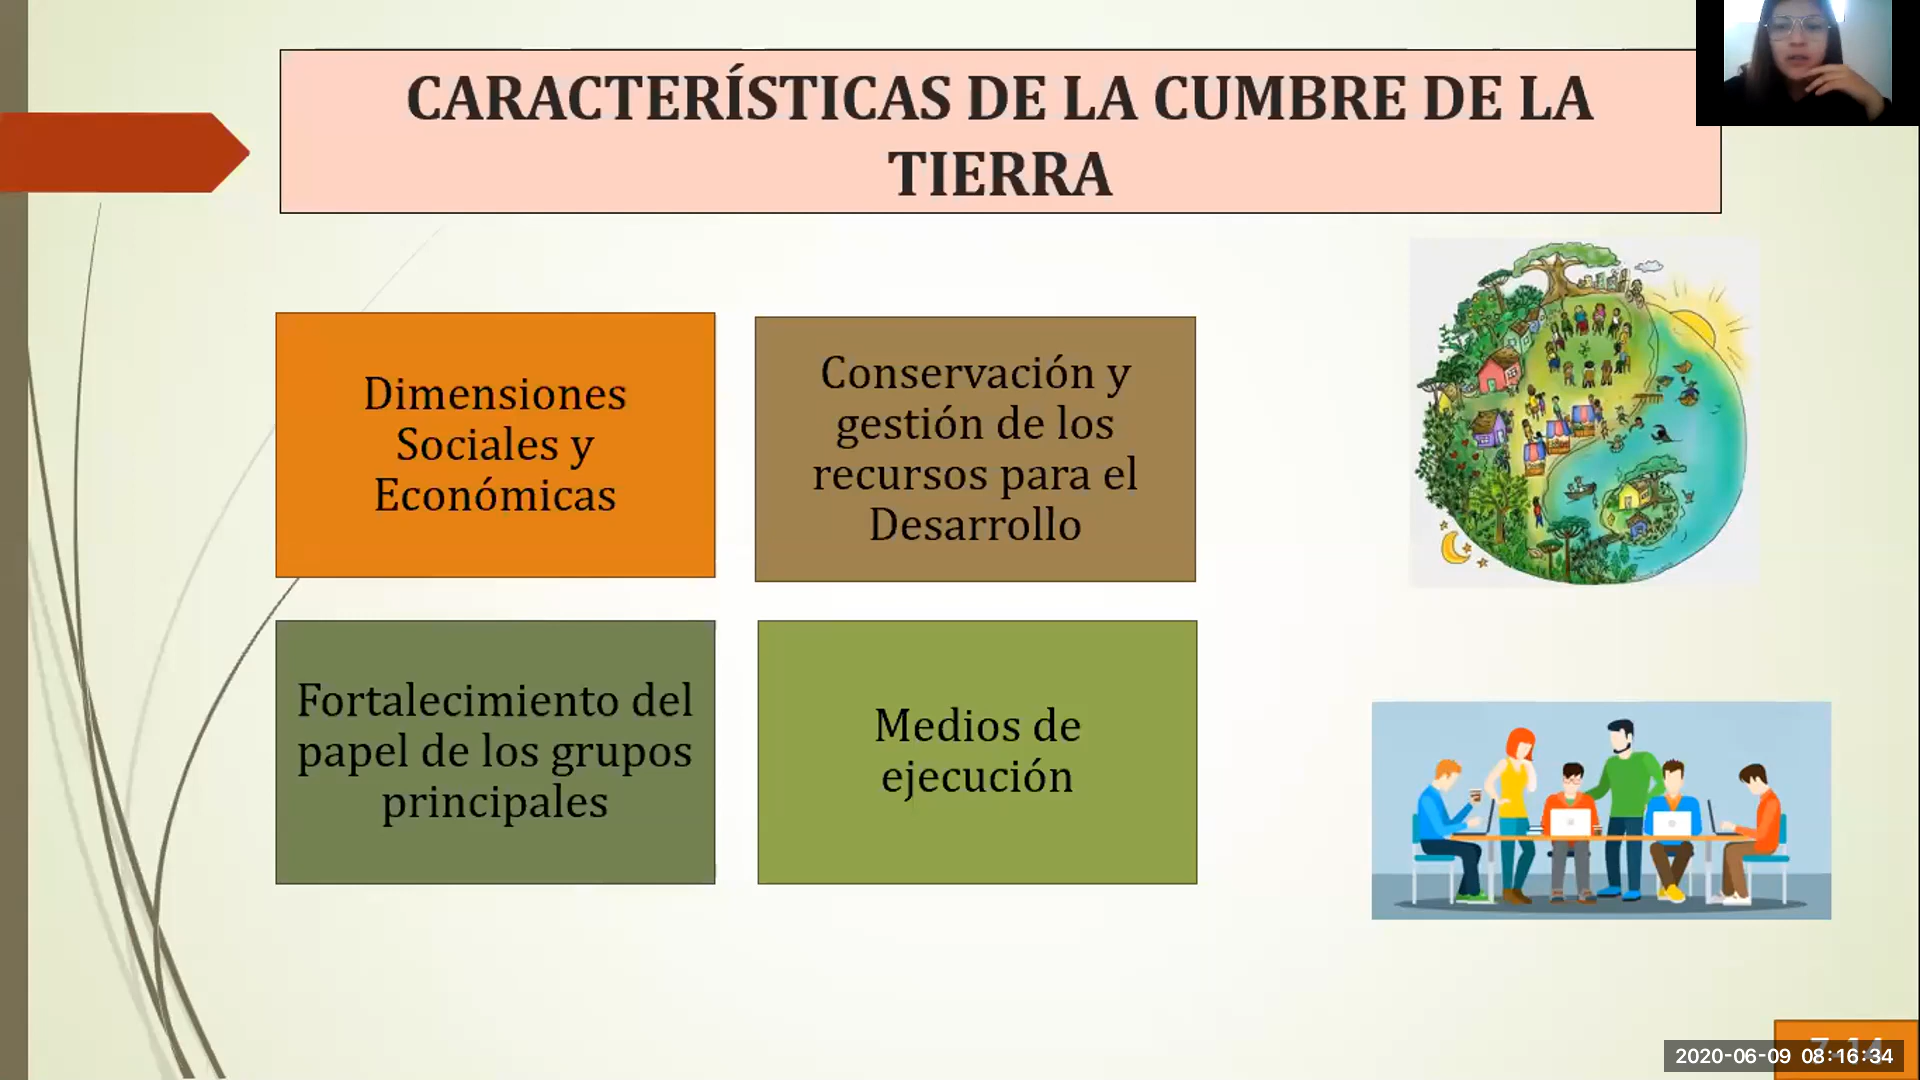 CARACTERÍSTICAS DE LA CUMBRE DE LA
TIERRA
Dimensiones
Sociales y
Económicas
Conservación y
gestión de los
recursos para el
Desarrollo
Fortalecimiento del
papel de los grupos
principales
Medios de
ejecución
2020-06-09 08:16:34